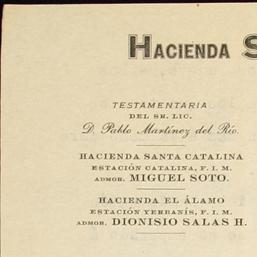 HACIENDA S
TESTAMENTARIA
DEL SR. LIC.
D. Pablo Martínez del Río.
HACIENDA SANTA CATALINA
ESTACIÓN CATALINA, F. I. M.
ADMOR. MIGUEL SOTO.
HACIENDA EL ÁLAMO
ESTACIÓN YERBANÍS, F. I. M.
ADMOR. DIONISIO SALAS H.